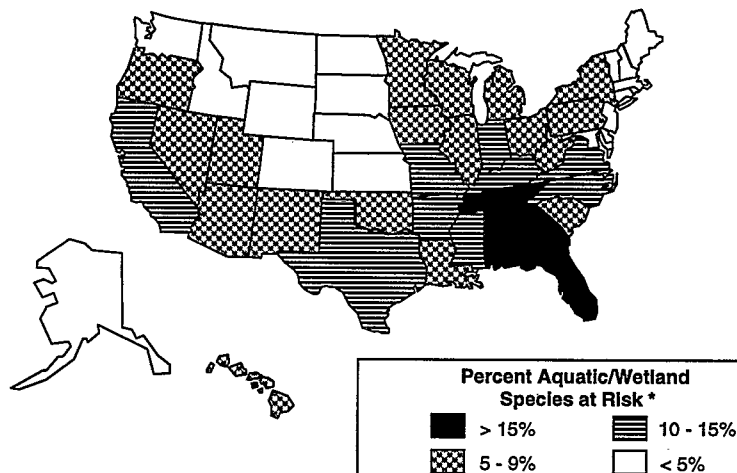 Percent Aquatic/Wetland
Species at Risk *
> 15%
10 - 15%
5 - 9%
< 5%